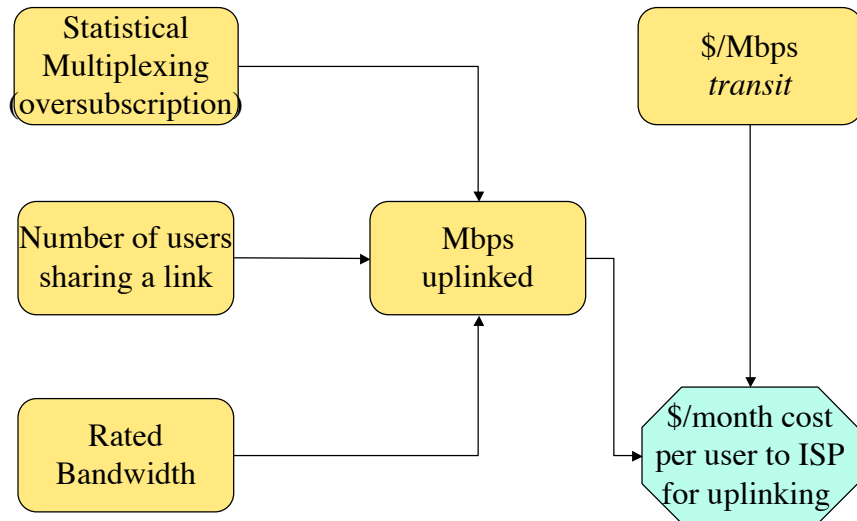 Statistical
Multiplexing
(oversubscription)
$/Mbps
transit
Number of users
sharing a link
Mbps
uplinked
Rated
Bandwidth
$/month cost
per user to ISP
for uplinking